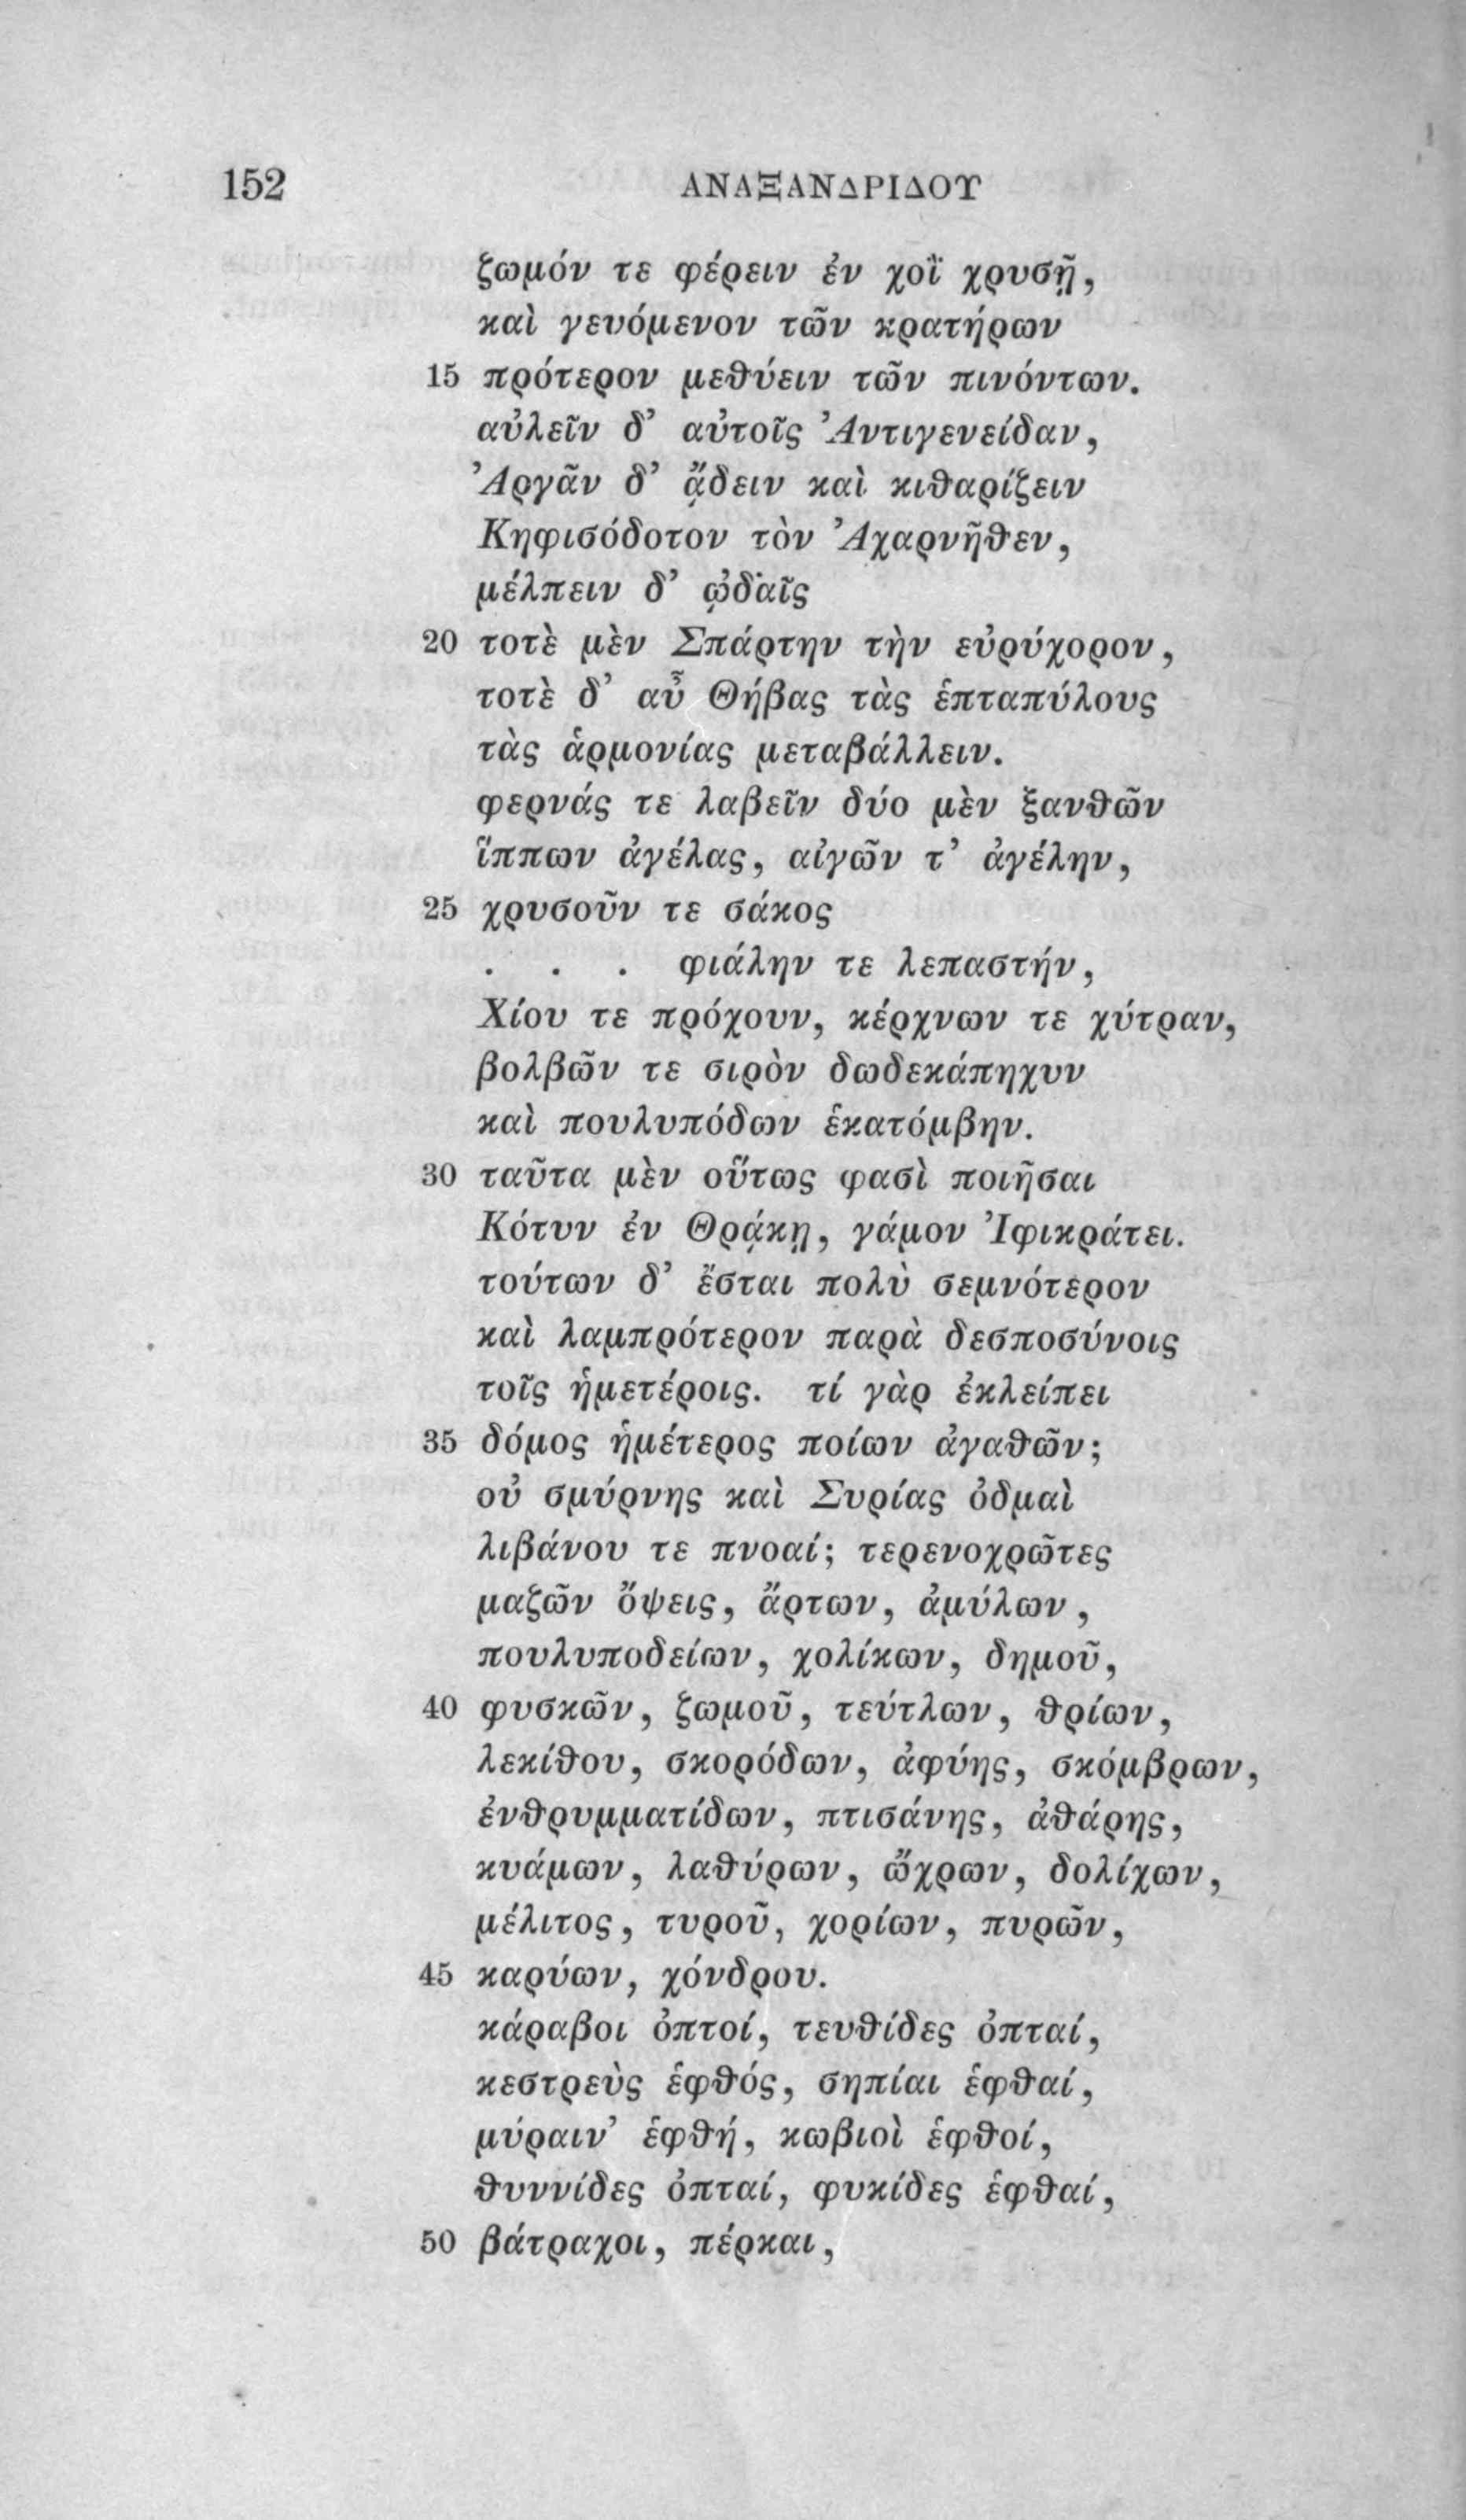 152 ΑΝΑΞΑΝΔΡΙΔΟΥ
ζωμόν τε φέρειν ἐν χοῒ χρυσῇ,
καὶ γευόμενον τῶν κρατήρων
15 πρότερον μεθύειν τῶν πινόντων.
αὐλεῖν δ’ αὐτοῖς Ἀντιγενείδαν,
Ἀργᾶν δ’ ᾄδειν καὶ κιθαρίζειν
Κηφισόδοτον τὸν Ἀχαρνῆθεν,
μέλπειν δ’ ᾠδαῖς
20 τοτὲ μὲν Σπάρτην τὴν εὐρύχορον,
τοτὲ δ’ αὖ Θήβας τὰς ἑπταπύλους
τὰς ἁρμονίας μεταβάλλειν.
φερνάς τε λαβεῖν δύο μὲν ξανθῶν
ἵππων ἀγέλας, αἰγῶν τ’ ἀγέλην,
25 χρυσοῦν τε σάκος
. . . φιάλην τε λεπαστήν,
Χίου τε πρόχουν, κέρχνων τε χύτραν,
βολβῶν τε σιρὸν δωδεκάπηχυν
καὶ πουλυπόδων ἑκατόμβην.
30 ταῦτα μὲν οὕτως φασὶ ποιῆσαι
Κότυν ἐν Θρᾴκῃ, γάμον Ἰφικράτει.
τούτων δ’ ἔσται πολὺ σεμνότερον
καὶ λαμπρότερον παρὰ δεσποσύνοις
τοῖς ἡμετέροις. τί γὰρ ἐκλείπει
35 δόμος ἡμέτερος ποίων ἀγαθῶν;
οὐ σμύρνης καὶ Συρίας ὀδμαὶ
λιβάνου τε πνοαί; τερενοχρῶτες
μαζῶν ὄψεις, ἄρτων, ἀμύλων,
πουλυποδείων, χολίκων, δημοῦ,
40 φυσκῶν, ζωμοῦ, τεύτλων, θρίων,
λεκίθου, σκορόδων, ἀφύης, σκόμβρων,
ἐνθρυμματίδων, πτισάνης, ἀθάρης,
κυάμων, λαθύρων, ὤχρων, δολίχων,
μέλιτος, τυροῦ, χορίων, πυρῶν,
45 καρύων, χόνδρου.
κάραβοι ὀπτοί, τευθίδες ὀπταί,
κεστρεὺς ἑφθός, σηπίαι ἑφθαί,
μύραιν’ ἑφθή, κωβιοὶ ἑφθοί,
θυννίδες ὀπταί, φυκίδες ἑφθαί,
50 βάτραχοι, πέρκαι,